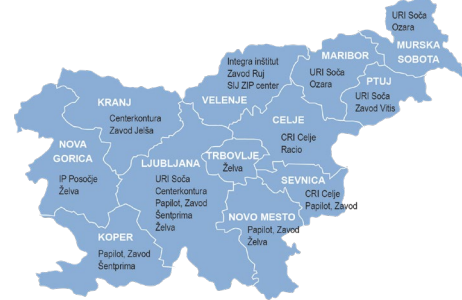 URI Soča
Ozara
MURSKA
SOBOTA
MARIBOR
URI Soča
Ozara
PTUJ
URI Soča
Zavod Vitis
Integra inštitut
Zavod Ruj
SIJ ZIP center
VELENJE
KRANJ
Centerkontura
Zavod Jelša
CELJE
CRI Celje
Racio
NOVA
GORICA
IP Posočje
Želva
LJUBLJANA
URI Soča
Centerkontura
Papilot, Zavod
Šentprima
Želva
TRBOVLJE
Želva
SEVNICA
CRI Celje
Papilot, Zavod
NOVO MESTO
Papilot, Zavod
Želva
KOPER
Papilot, Zavod
Šentprima